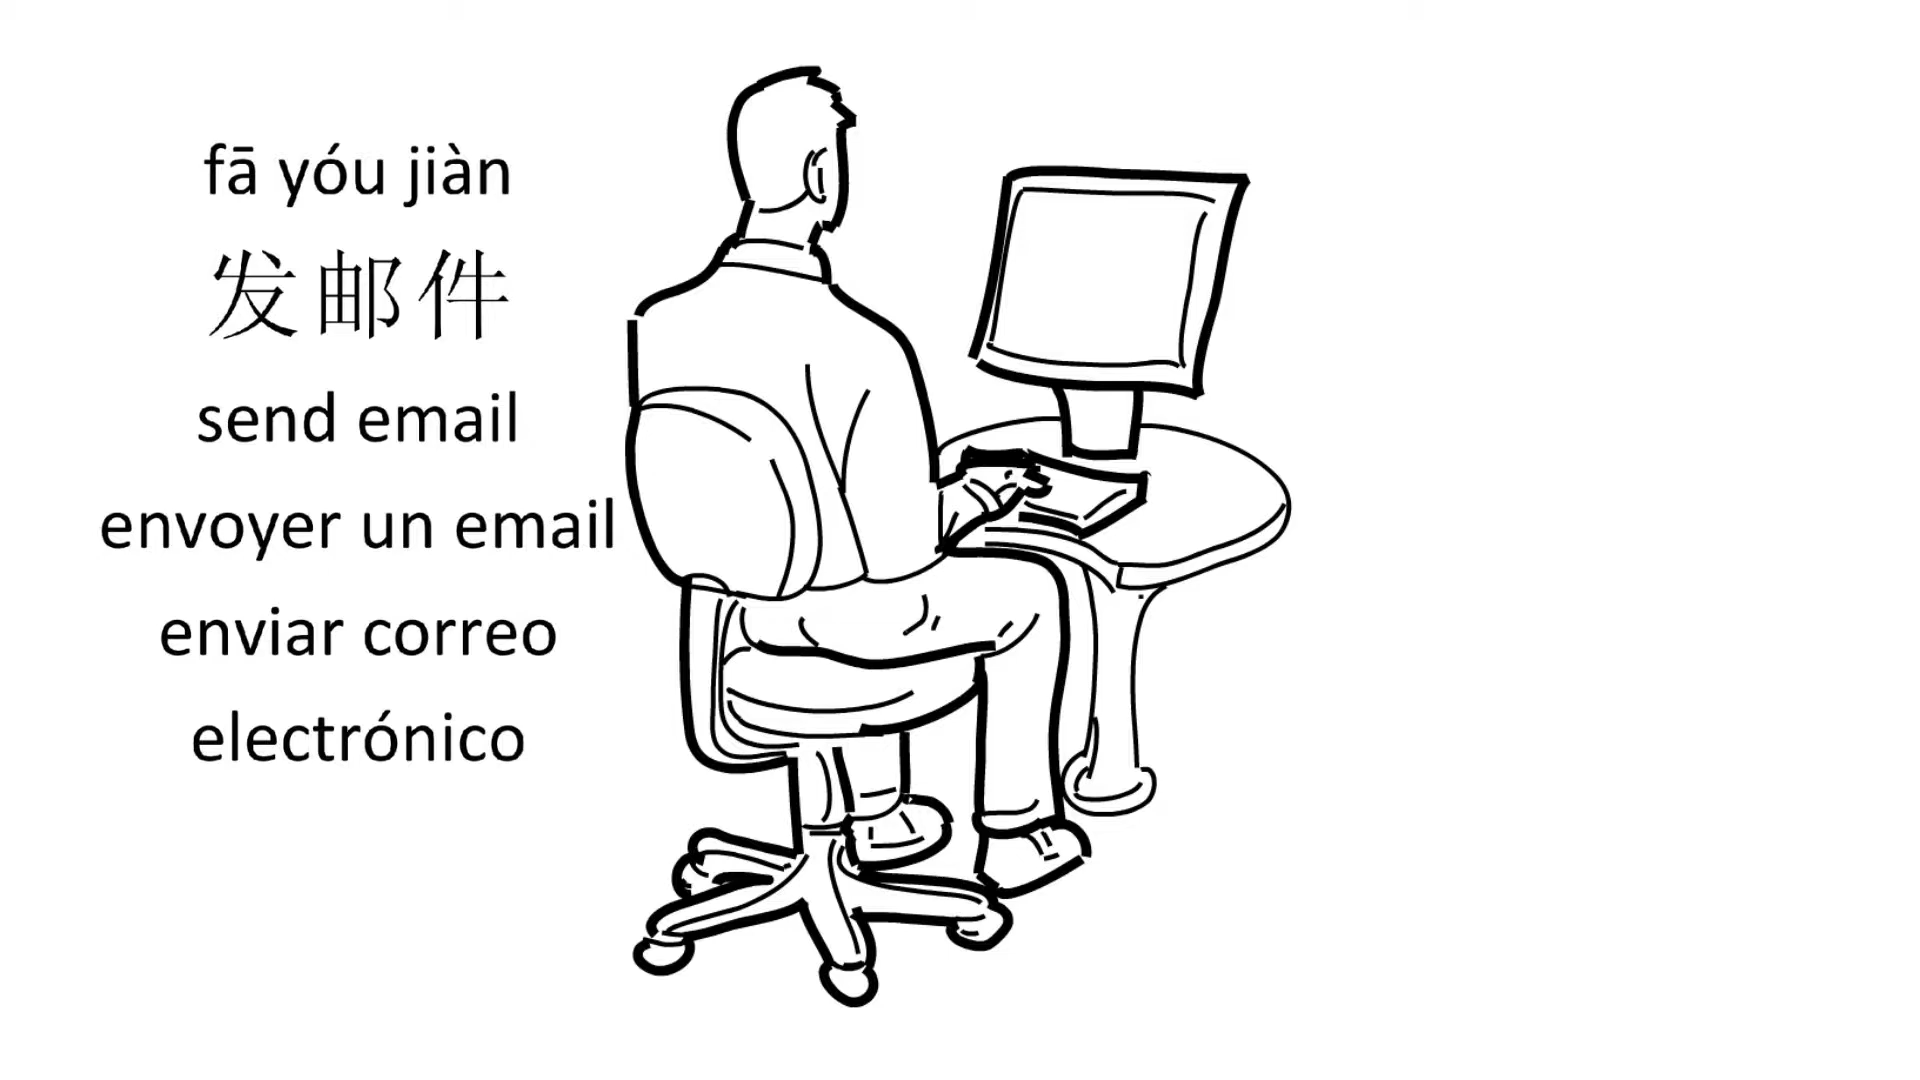 fā yóu jiàn
发邮件
send email
envoyer un email
enviar correo
electrónico